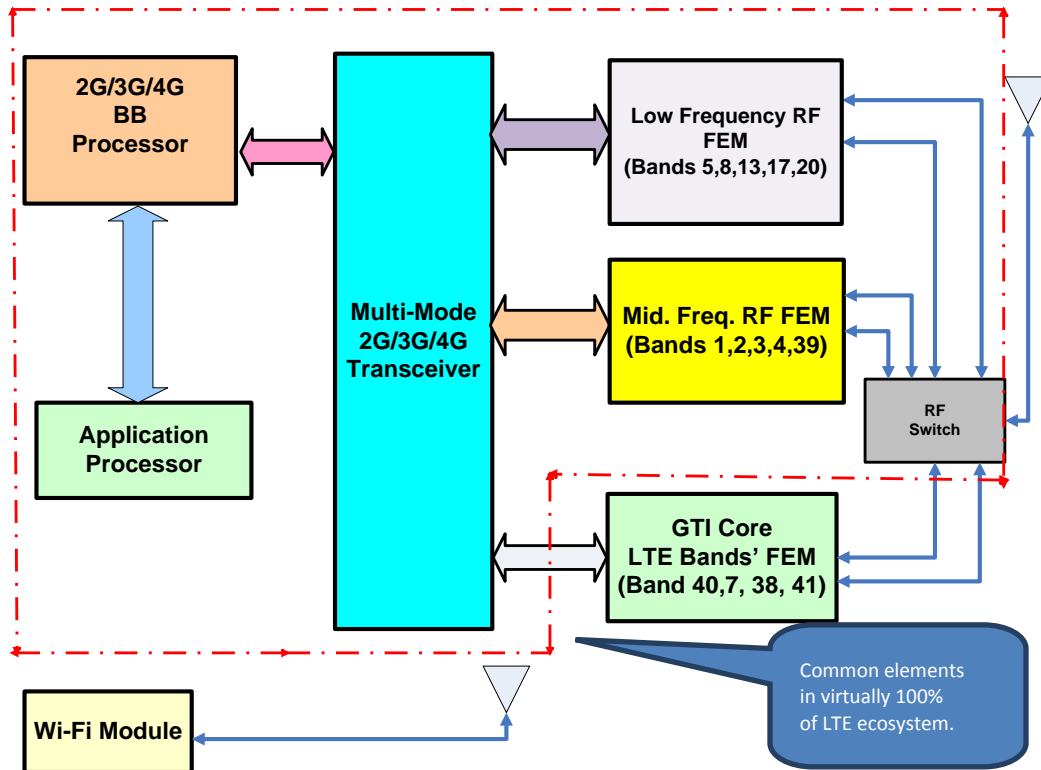 2G/3G/4G
BB
Processor
Application
Processor
Multi-Mode
2G/3G/4G
Transceiver
Low Frequency RF
FEM
(Bands 5,8,13,17,20)
Mid. Freq. RF FEM
(Bands 1,2,3,4,39)
RF
Switch
GTI Core
LTE Bands' FEM
(Band 40,7, 38, 41)
Common elements
in virtually 100%
of LTE ecosystem.
Wi-Fi Module